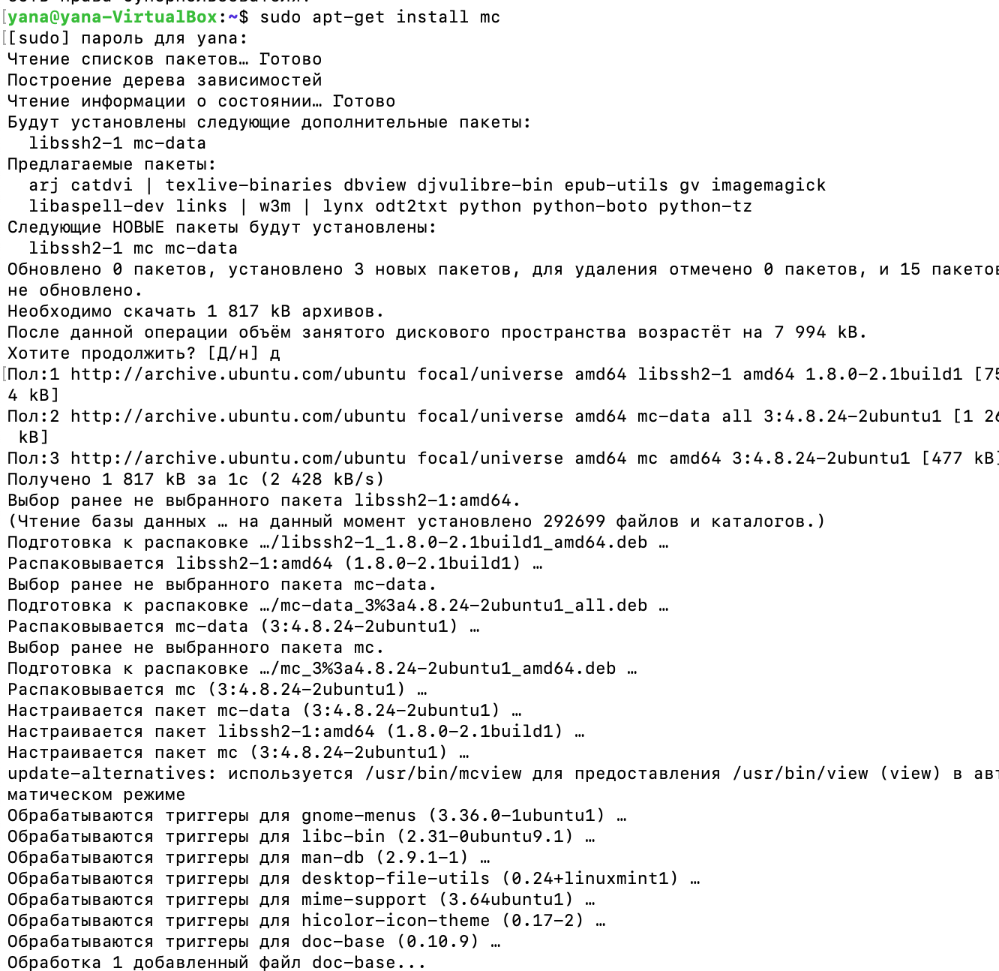 yana@yana-VirtualBox:~$ sudo apt-get install mc
[sudo] пароль для yana:
Чтение списков пакетов… Готово
Построение дерева зависимостей
Чтение информации о состоянии… Готово
Будут установлены следующие дополнительные пакеты:
libssh2-1 mc-data
Предлагаемые пакеты:
arj catdvi | texlive-binaries dbview djvulibre-bin epub-utils gv imagemagick
libaspell-dev links | w3m | lynx odt2txt python python-boto python-tz
Следующие НОВЫЕ пакеты будут установлены:
libssh2-1 mc mc-data
Обновлено 0 пакетов, установлено 3 новых пакетов, для удаления отмечено 0 пакетов, и 15 пакетов
не обновлено.
Необходимо скачать 1 817 kB архивов.
После данной операции объём занятого дискового пространства возрастёт на 7 994 kB.
Хотите продолжить? [Д/н] д
Пол:1 http://archive.ubuntu.com/ubuntu focal/universe amd64 libssh2-1 amd64 1.8.0-2.1build1 [75
4 kB]
Пол:2 http://archive.ubuntu.com/ubuntu focal/universe amd64 mc-data all 3:4.8.24-2ubuntu1 [1 26
kB]
Пол:3 http://archive.ubuntu.com/ubuntu focal/universe amd64 mc amd64 3:4.8.24-2ubuntu1 [477 kB]
Получено 1 817 kB за 1с (2 428 kB/s)
Выбор ранее не выбранного пакета libssh2-1:amd64.
(Чтение базы данных … на данный момент установлено 292699 файлов и каталогов.)
Подготовка к распаковке …/libssh2-1_1.8.0-2.1build1_amd64.deb …
Распаковывается libssh2-1:amd64 (1.8.0-2.1build1) …
Выбор ранее не выбранного пакета mc-data.
Подготовка к распаковке …/mc-data_3%3a4.8.24-2ubuntu1_all.deb …
Распаковывается mc-data (3:4.8.24-2ubuntu1) …
Выбор ранее не выбранного пакета mc.
Подготовка к распаковке …/mc_3%3a4.8.24-2ubuntu1_amd64.deb …
Распаковывается mc (3:4.8.24-2ubuntu1) …
Настраивается пакет mc-data (3:4.8.24-2ubuntu1) …
Настраивается пакет libssh2-1:amd64 (1.8.0-2.1build1) …
Настраивается пакет mc (3:4.8.24-2ubuntu1) …
update-alternatives: используется /usr/bin/mcview для предоставления /usr/bin/view (view) в авт
матическом режиме
Обрабатываются триггеры для gnome-menus (3.36.0-1ubuntu1) …
Обрабатываются триггеры для libc-bin (2.31-0ubuntu9.1) …
Обрабатываются триггеры для man-db (2.9.1-1) …
Обрабатываются триггеры для desktop-file-utils (0.24+linuxmint1) …
Обрабатываются триггеры для mime-support (3.64ubuntu1) …
Обрабатываются триггеры для hicolor-icon-theme (0.17-2) …
Обрабатываются триггеры для doc-base (0.10.9) …
Обработка 1 добавленный файл doc-base...